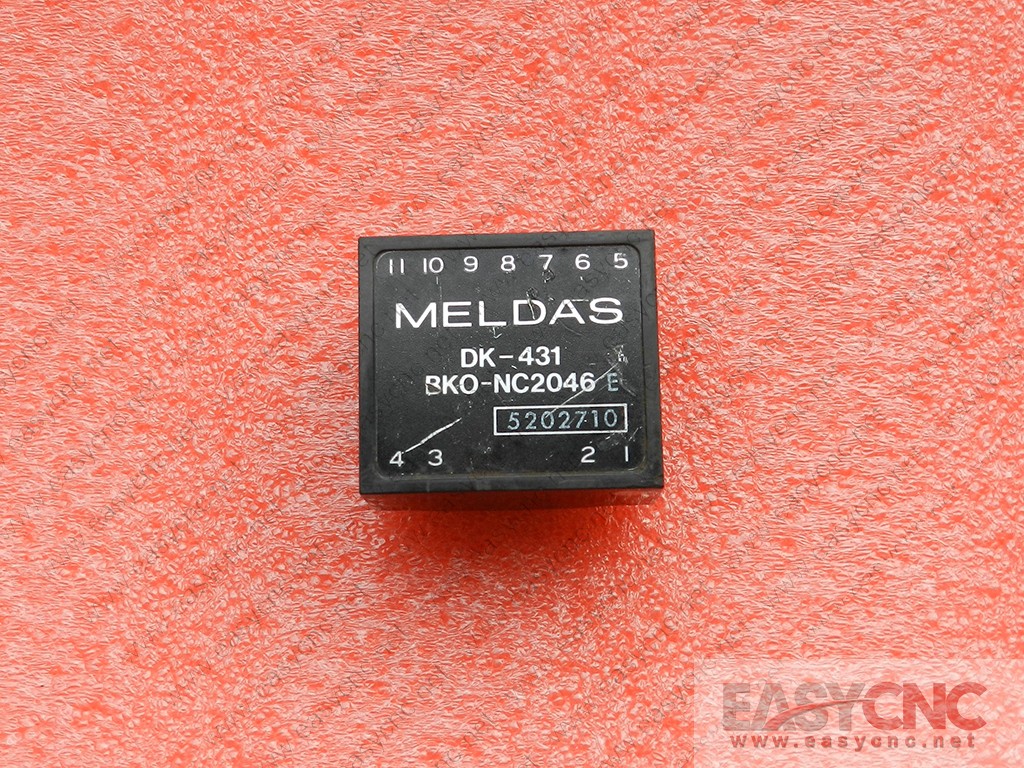 11 10 9 8 7 6 5
MELDAS
DK-431
BKO-NC2046 E
5202710
4 3 2 1
EASYCNC
www.easycnc.net